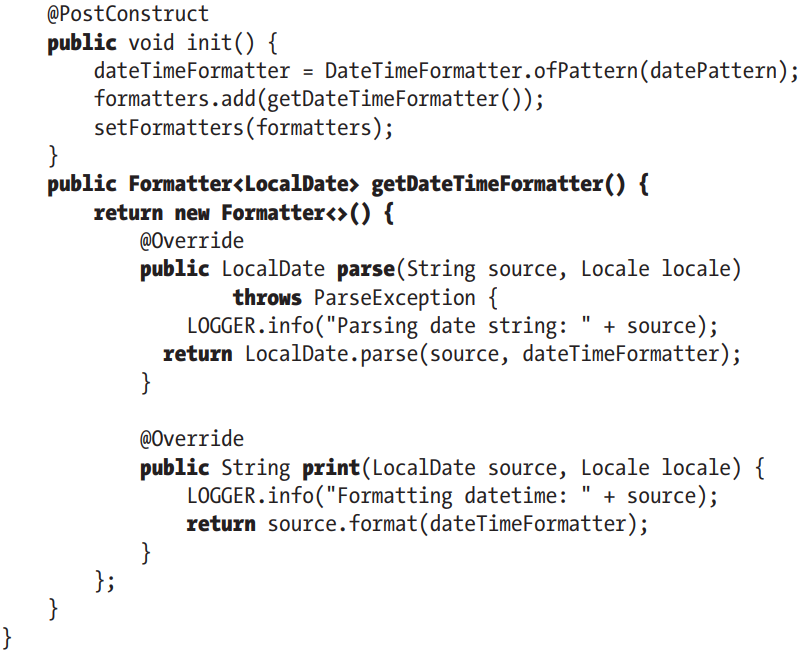 @PostConstruct
public void init() {
dateTimeFormatter = DateTimeFormatter.ofPattern(datePattern);
formatters.add(getDateTimeFormatter());
setFormatters(formatters);
}
public Formatter<LocalDate> getDateTimeFormatter() {
return new Formatter<>() {
@Override
public LocalDate parse(String source, Locale locale)
throws ParseException {
LOGGER.info("Parsing date string: " + source);
return LocalDate.parse(source, dateTimeFormatter);
}
@Override
public String print(LocalDate source, Locale locale) {
LOGGER.info("Formatting datetime: " + source);
return source.format(dateTimeFormatter);
}
};
}
}